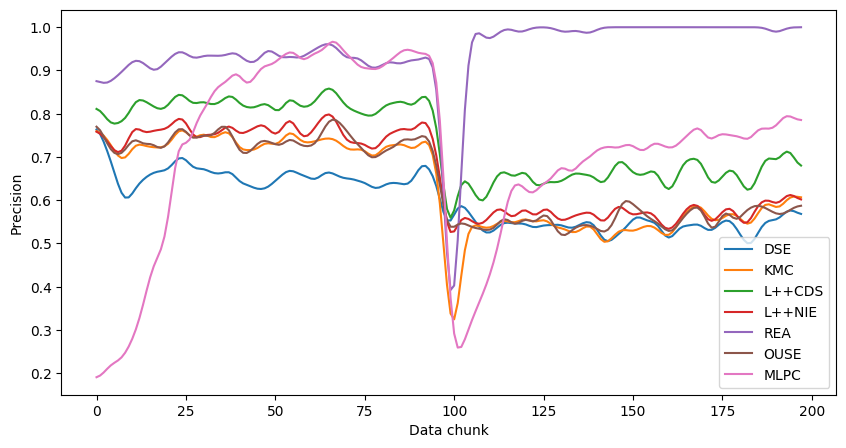 1.0
0.9
0.8
0.7
0.6
0.5
0.4
0.3
0.2
Precision
0 25 50 75 100 125 150 175 200
Data chunk
DSE
KMC
L++CDS
L++NIE
REA
OUSE
MLPC